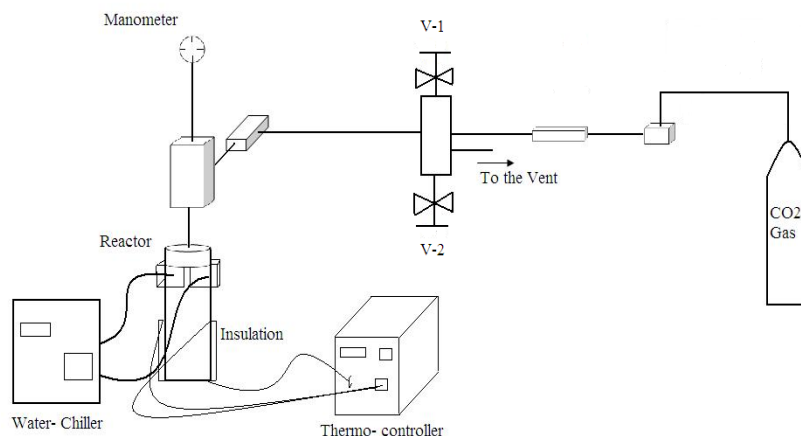 Manometer
V-1
To the Vent
V-2
CO2
Gas
Reactor
Insulation
Water- Chiller
Thermo- controller